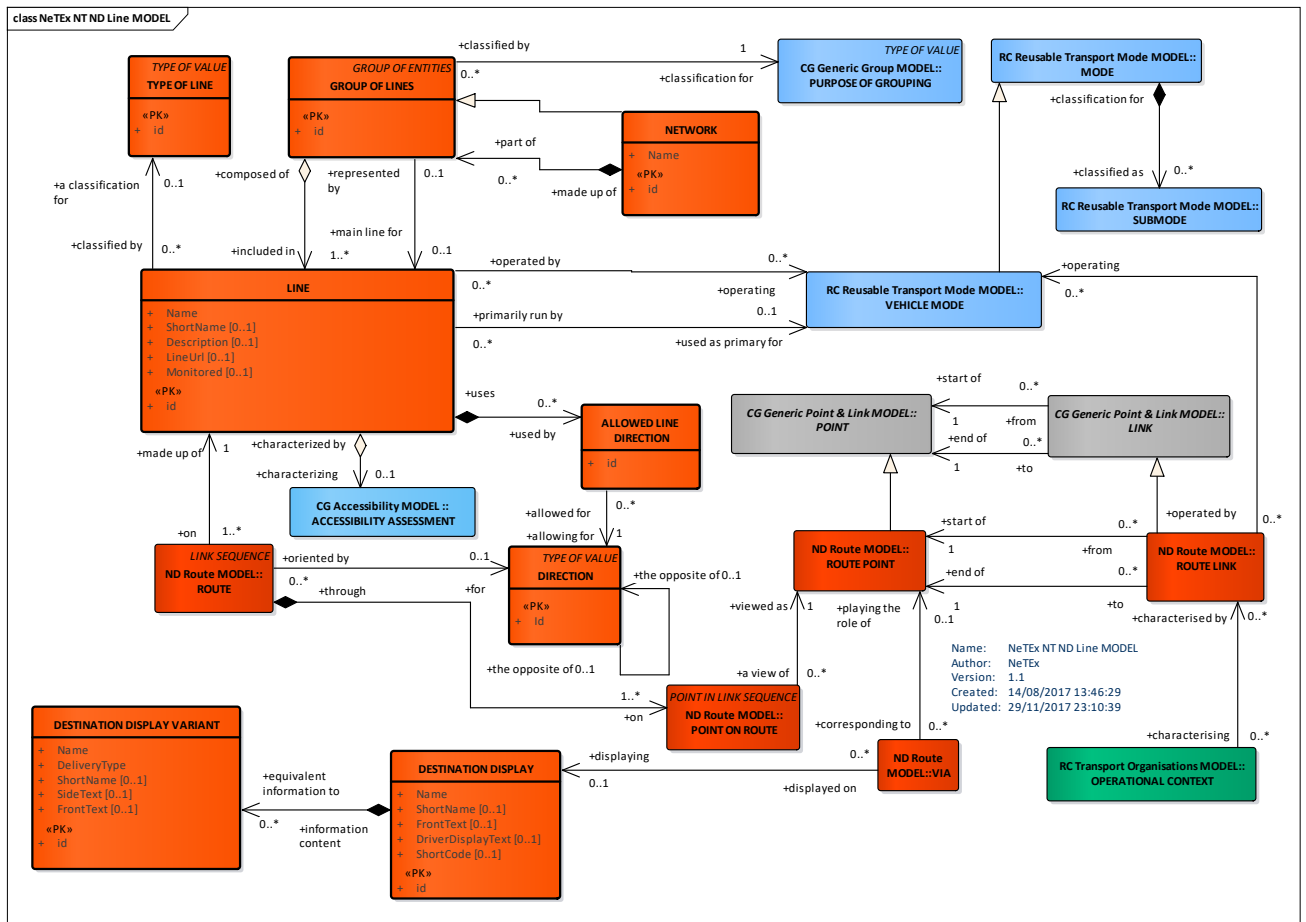 class NeTEx NT ND Line MODEL
TYPE OF VALUE
TYPE OF LINE
«PK»
+ id
GROUP OF ENTITIES
GROUP OF LINES
«PK»
+ id
+classified by
0..*
1
+classification for
TYPE OF VALUE
CG Generic Group MODEL::
PURPOSE OF GROUPING
RC Reusable Transport Mode MODEL::
MODE
+classification for
+classified as
0..*
RC Reusable Transport Mode MODEL::
SUBMODE
NETWORK
+ Name
«PK»
+ id
+part of
0..*
+made up of
+a classification
for
0..1
+classified by
0..*
+composed of
+included in
1..*
+represented
by
0..1
+main line for
0..1
LINE
+ Name
+ ShortName [0..1]
+ Description [0..1]
+ LineUrl [0..1]
+ Monitored [0..1]
«PK»
+ id
+operated by
0..*
0..*
+operating
+primarily run by
0..*
0..1
+used as primary for
RC Reusable Transport Mode MODEL::
VEHICLE MODE
+operating
0..*
+uses
0..*
+used by
ALLOWED LINE
DIRECTION
+ id
+characterized by
+characterizing
0..1
CG Accessibility MODEL ::
ACCESSIBILITY ASSESSMENT
+made up of
1
+on
1..*
CG Generic Point & Link MODEL::
POINT
+start of
0..*
1
+from
+end of
0..*
1
+to
CG Generic Point & Link MODEL::
LINK
+allowed for
0..*
+allowing for
1
LINK SEQUENCE
ND Route MODEL::
ROUTE
+oriented by
0..1
0..*
+through
+for
TYPE OF VALUE
DIRECTION
«PK»
+ Id
+the opposite of 0..1
+the opposite of 0..1
ND Route MODEL::
ROUTE POINT
+start of
0..*
1
+from
+end of
0..*
1
+to
+operated by
0..*
ND Route MODEL::
ROUTE LINK
+characterised by
0..*
+viewed as
1
+playing the
role of
0..1
+a view of
0..*
Name: NeTEx NT ND Line MODEL
Author: NeTEx
Version: 1.1
Created: 14/08/2017 13:46:29
Updated: 29/11/2017 23:10:39
1..*
+on
POINT IN LINK SEQUENCE
ND Route MODEL::
POINT ON ROUTE
+corresponding to
0..*
+characterising
0..*
DESTINATION DISPLAY VARIANT
+ Name
+ DeliveryType
+ ShortName [0..1]
+ SideText [0..1]
+ FrontText [0..1]
«PK»
+ id
+equivalent
information to
0..*
+information
content
DESTINATION DISPLAY
+ Name
+ ShortName [0..1]
+ FrontText [0..1]
+ DriverDisplayText [0..1]
+ ShortCode [0..1]
«PK»
+ id
+displaying
0..1
0..*
+displayed on
ND Route
MODEL::VIA
RC Transport Organisations MODEL::
OPERATIONAL CONTEXT